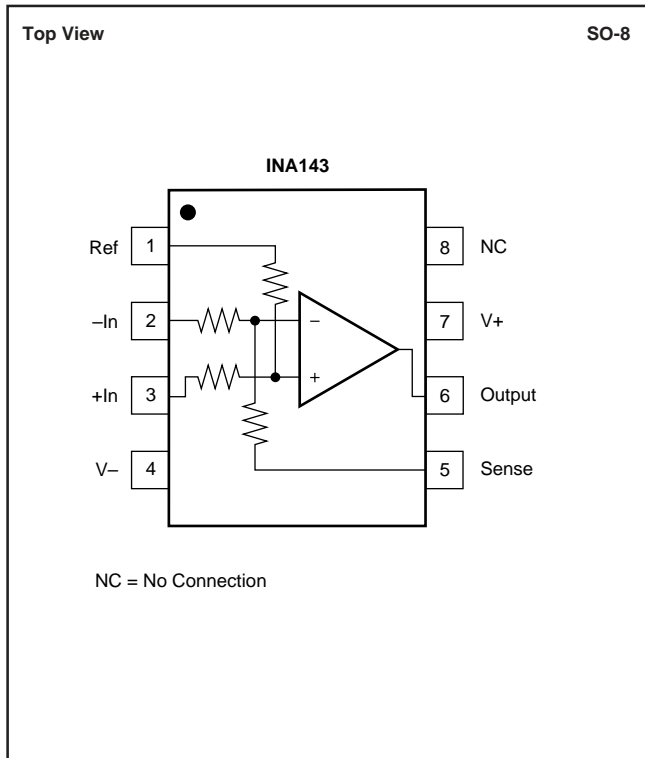 Top View SO-8
INA143
Ref 1 8 NC
–In 2 7 V+
+In 3 6 Output
V– 4 5 Sense
–
+
NC = No Connection